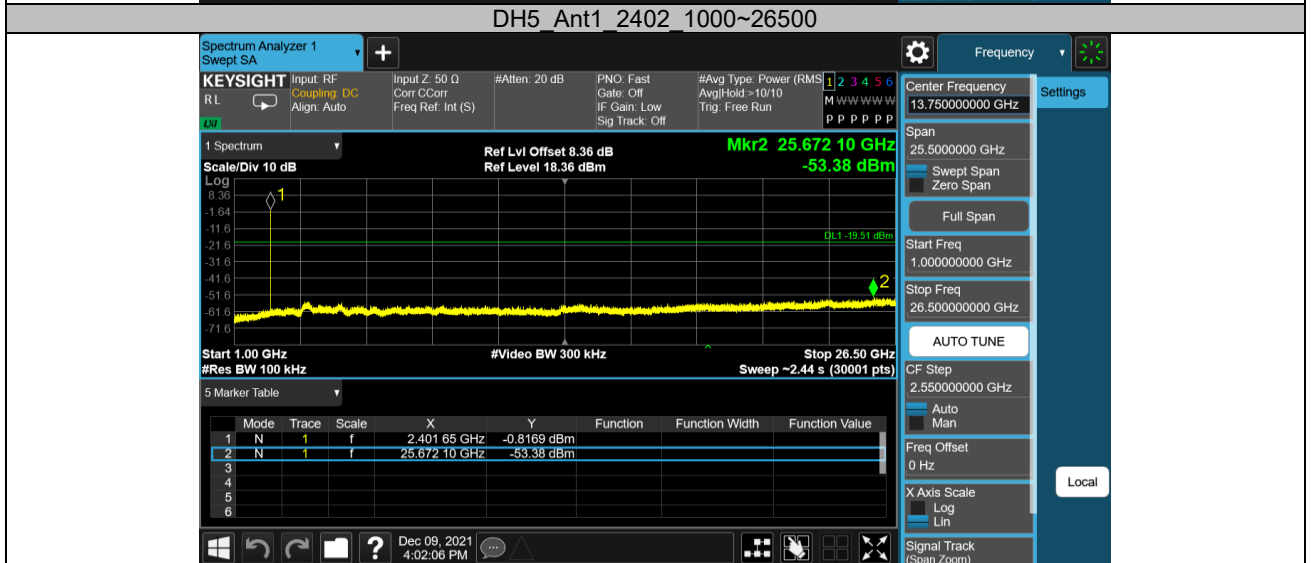 DH5_Ant1_2402_1000~26500
Spectrum Analyzer 1
Swept SA
Frequency
KEYSIGHT
R L
LXI
Input: RF
Coupling: DC
Align: Auto
Input Z: 50 Ω
Corr CCorr
Freq Ref: Int (S)
#Atten: 20 dB
PNO: Fast
Gate: Off
IF Gain: Low
Sig Track: Off
#Avg Type: Power (RMS
Avg|Hold:>10/10
Trig: Free Run
1 2 3 4 5 6
M W W W W W
P P P P P P
1 Spectrum
Scale/Div 10 dB
Log
Ref Lvl Offset 8.36 dB
Ref Level 18.36 dBm
Mkr2 25.672 10 GHz
-53.38 dBm
8.36
-1.64
-11.6
-21.6
-31.6
-41.6
-51.6
-61.6
-71.6
1
DL1 -19.51 dBm
2
Start 1.00 GHz
#Res BW 100 kHz
#Video BW 300 kHz
Stop 26.50 GHz
Sweep ~2.44 s (30001 pts)
5 Marker Table
Mode Trace Scale X Y Function Function Width Function Value
1 N 1 f 2.401 65 GHz -0.8169 dBm
2 N 1 f 25.672 10 GHz -53.38 dBm
3
4
5
6
Dec 09, 2021
4:02:06 PM
Center Frequency
13.750000000 GHz
Settings
Span
25.5000000 GHz
Swept Span
Zero Span
Full Span
Start Freq
1.000000000 GHz
Stop Freq
26.500000000 GHz
AUTO TUNE
CF Step
2.550000000 GHz
Auto
Man
Freq Offset
0 Hz
Local
X Axis Scale
Log
Lin
Signal Track
(Span Zoom)